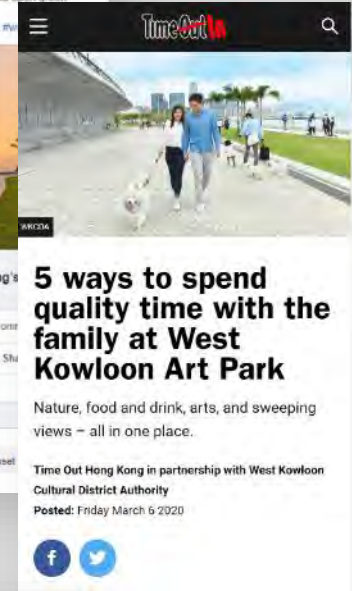 TimeOut In
WKCDA
5 ways to spend
quality time with the
family at West
Kowloon Art Park
Nature, food and drink, arts, and sweeping
views – all in one place.
Time Out Hong Kong in partnership with West Kowloon
Cultural District Authority
Posted: Friday March 6 2020
f